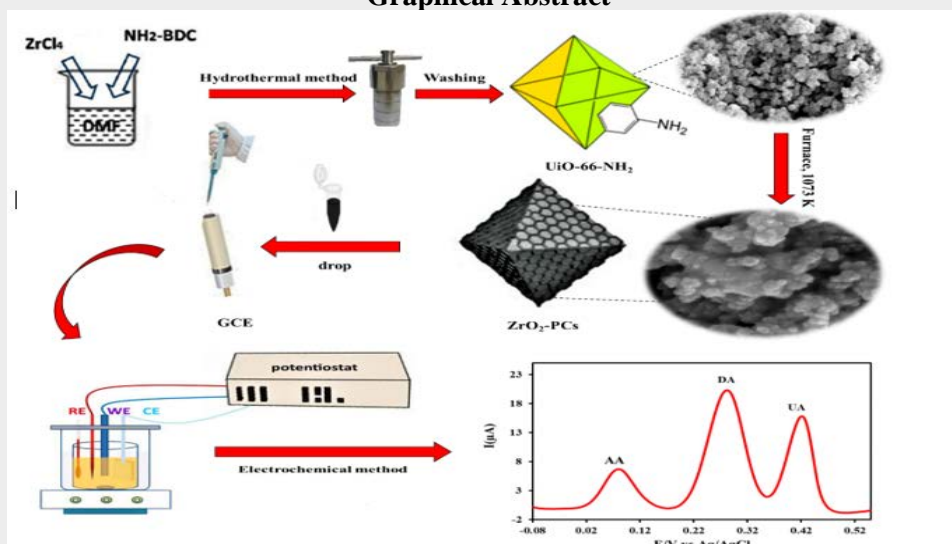 Graphical Abstract
ZrCl₄
NH2-BDC
DMF
Hydrothermal method
Washing
NH₂
UiO-66-NH₂
Furnace, 1073 K
drop
GCE
ZrO₂-PCs
potentiostat
RE WE CE
Electrochemical method
I(μA)
23
18
13
8
3
-2
AA
DA
UA
-0.08 0.02 0.12 0.22 0.32 0.42 0.52
E/V vs Ag/AgCl